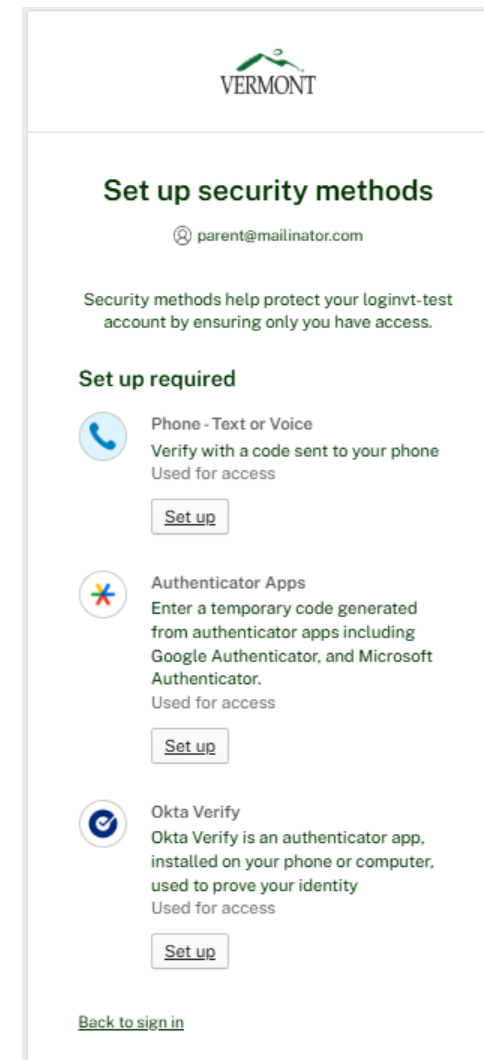 VERMONT
Set up security methods
parent@mailinator.com
Security methods help protect your loginvt-test
account by ensuring only you have access.
Set up required
Phone - Text or Voice
Verify with a code sent to your phone
Used for access
Set up
Authenticator Apps
Enter a temporary code generated
from authenticator apps including
Google Authenticator, and Microsoft
Authenticator.
Used for access
Set up
Okta Verify
Okta Verify is an authenticator app,
installed on your phone or computer,
used to prove your identity
Used for access
Set up
Back to sign in